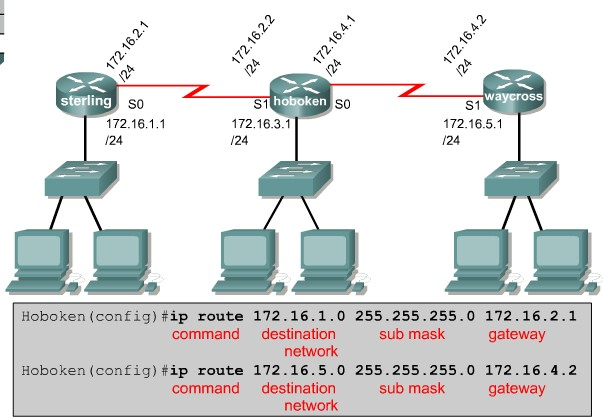 172.16.2.1
/24
172.16.2.2
/24
172.16.4.1
/24
172.16.4.2
/24
sterling
S0
S1
hoboken
S0
S1
waycross
172.16.1.1
/24
172.16.3.1
/24
172.16.5.1
/24
Hoboken(config)#ip route 172.16.1.0 255.255.255.0 172.16.2.1
command destination sub mask gateway
network
Hoboken(config)#ip route 172.16.5.0 255.255.255.0 172.16.4.2
command destination sub mask gateway
network